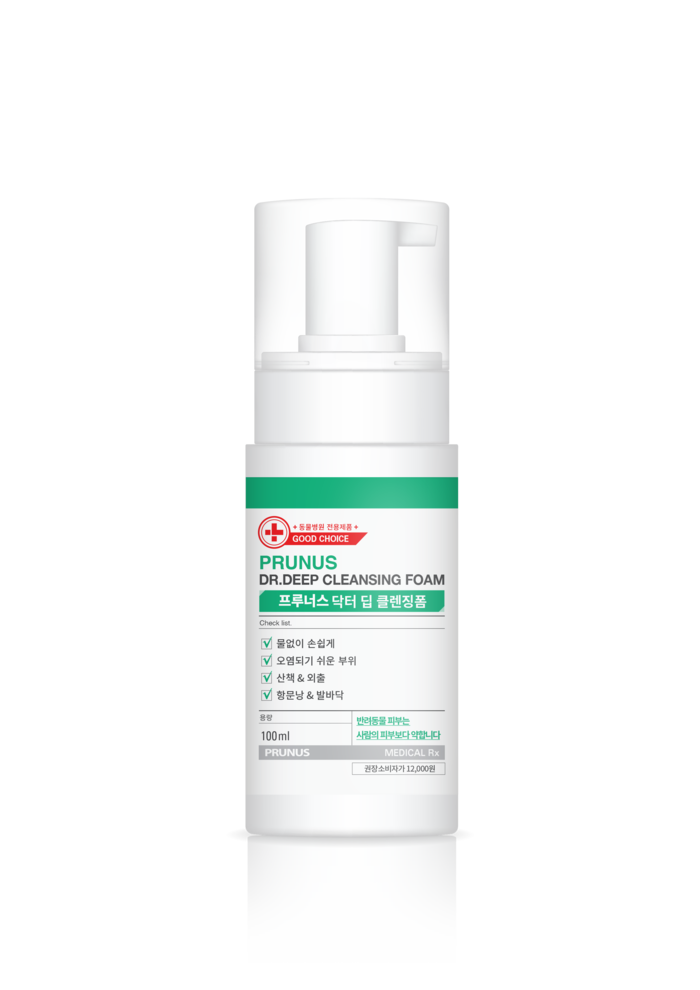 + 동물병원 전용제품 +
GOOD CHOICE
PRUNUS
DR.DEEP CLEANSING FOAM
프루너스 닥터 딥 클렌징폼
Check list.
물없이 손쉽게
오염되기 쉬운 부위
산책 & 외출
항문낭 & 발바닥
용량
100ml
반려동물 피부는
사람의 피부보다 약합니다
PRUNUS MEDICAL Rx
권장소비자가 12,000원